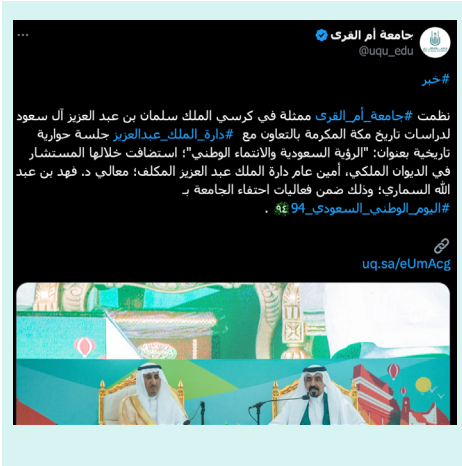 جامعة أم القرى
@uqu_edu
#خبر
نظمت #جامعة_أم_القرى ممثلة في كرسي الملك سلمان بن عبد العزيز آل سعود
لدراسات تاريخ مكة المكرمة بالتعاون مع #دارة_الملك_عبدالعزيز جلسة حوارية
تاريخية بعنوان: "الرؤية السعودية والانتماء الوطني"؛ استضافت خلالها المستشار
في الديوان الملكي، أمين عام دارة الملك عبد العزيز المكلف؛ معالي د. فهد بن عبد
الله السماري؛ وذلك ضمن فعاليات احتفاء الجامعة بـ
#اليوم_الوطني_السعودي_94 .
uq.sa/eUmAcg